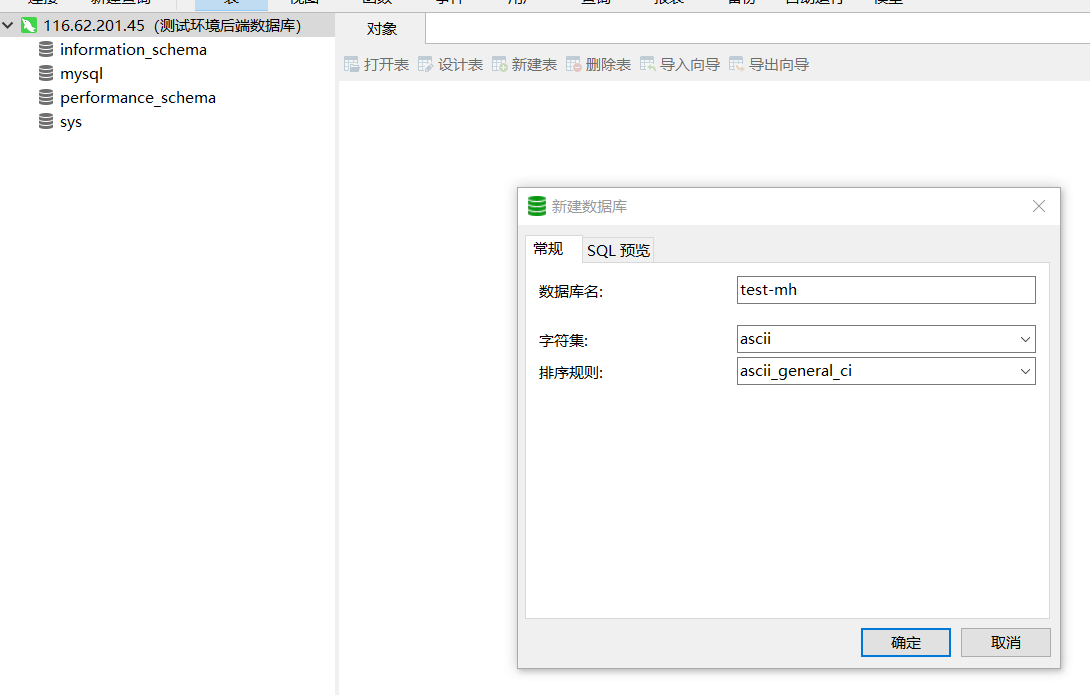 116.62.201.45（测试环境后端数据库）
information_schema
mysql
performance_schema
sys
对象
打开表 设计表 新建表 删除表 导入向导 导出向导
新建数据库
常规 SQL 预览
数据库名: test-mh
字符集: ascii
排序规则: ascii_general_ci
确定 取消